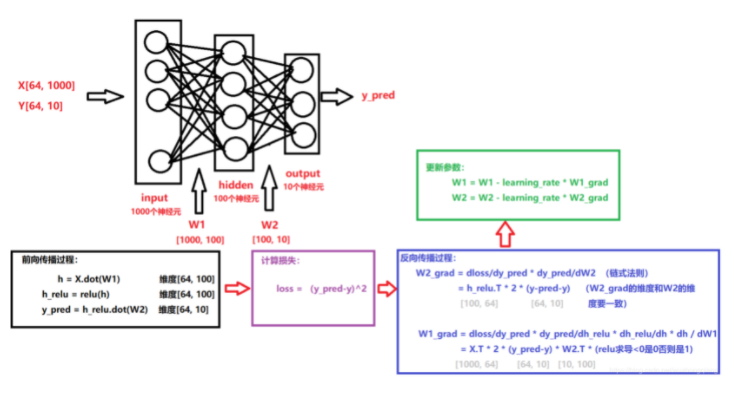 X[64, 1000]
Y[64, 10]
y_pred
input
1000个神经元
hidden
100个神经元
output
10个神经元
W1
[1000, 100]
W2
[100, 10]
更新参数：
W1 = W1 - learning_rate * W1_grad
W2 = W2 - learning_rate * W2_grad
前向传播过程：
h = X.dot(W1) 维度[64, 100]
h_relu = relu(h) 维度[64, 100]
y_pred = h_relu.dot(W2) 维度[64, 10]
计算损失：
loss = （y_pred-y)^2
反向传播过程：
W2_grad = dloss/dy_pred * dy_pred/dW2 （链式法则）
= h_relu.T * 2 * (y-pred-y) （W2_grad的维度和W2的维
度要一致）
[100, 64] [64, 10]
W1_grad = dloss/dy_pred * dy_pred/dh_relu * dh_relu/dh * dh / dW1
= X.T * 2 * (y_pred-y) * W2.T * (relu求导<0是0否则是1)
[1000, 64] [64, 10] [10, 100]